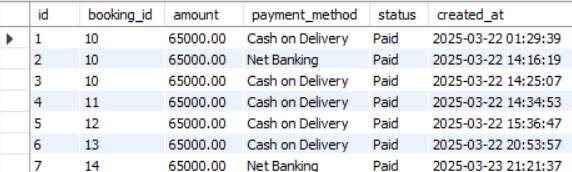 id booking_id amount payment_method status created_at
1 10 65000.00 Cash on Delivery Paid 2025-03-22 01:29:39
2 10 65000.00 Net Banking Paid 2025-03-22 14:16:19
3 10 65000.00 Cash on Delivery Paid 2025-03-22 14:25:07
4 11 65000.00 Cash on Delivery Paid 2025-03-22 14:34:53
5 12 65000.00 Cash on Delivery Paid 2025-03-22 15:36:47
6 13 65000.00 Cash on Delivery Paid 2025-03-22 20:53:57
7 14 65000.00 Net Banking Paid 2025-03-23 21:21:37